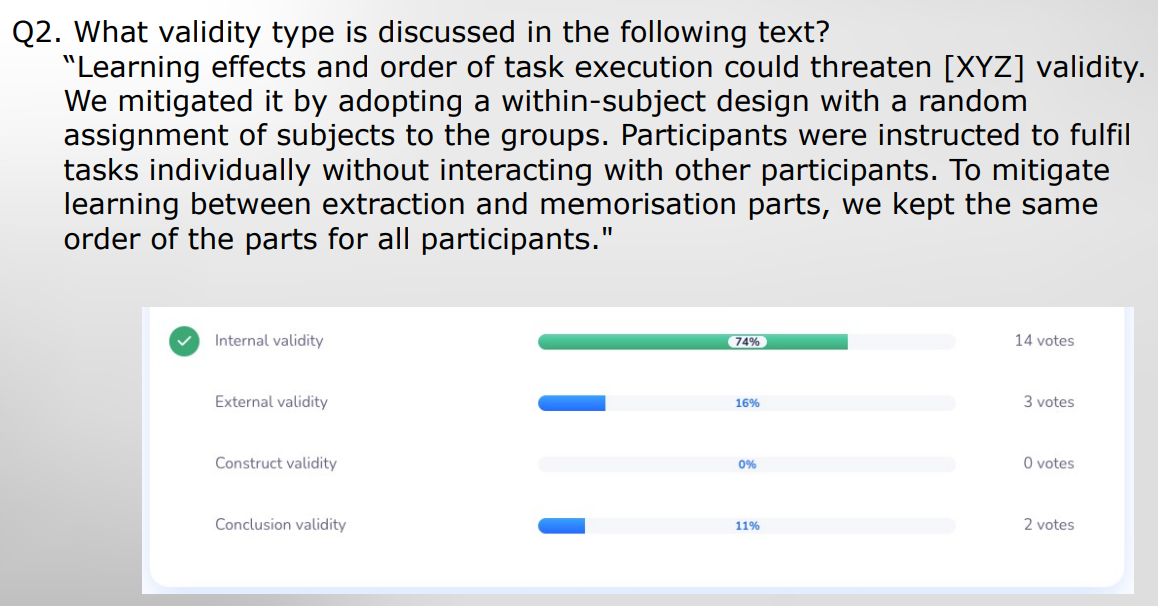 Q2. What validity type is discussed in the following text?
“Learning effects and order of task execution could threaten [XYZ] validity.
We mitigated it by adopting a within-subject design with a random
assignment of subjects to the groups. Participants were instructed to fulfil
tasks individually without interacting with other participants. To mitigate
learning between extraction and memorisation parts, we kept the same
order of the parts for all participants."
Internal validity 74% 14 votes
External validity 16% 3 votes
Construct validity 0% 0 votes
Conclusion validity 11% 2 votes